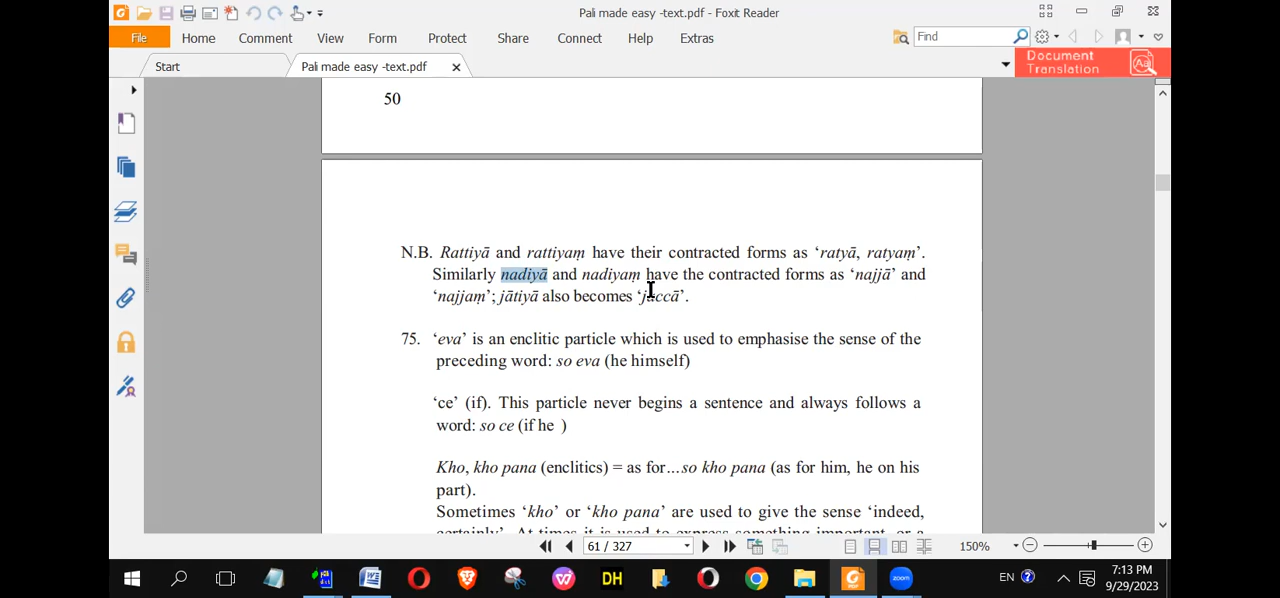 Pali made easy -text.pdf - Foxit Reader
File Home Comment View Form Protect Share Connect Help Extras Find
Start Pali made easy -text.pdf Document
Translation
50
N.B. Rattiyā and rattiyaṃ have their contracted forms as ‘ratyā, ratyaṃ’.
Similarly nadiyā and nadiyaṃ have the contracted forms as ‘najjā’ and
‘najjaṃ’; jātiyā also becomes ‘jaccā’.
75. ‘eva’ is an enclitic particle which is used to emphasise the sense of the
preceding word: so eva (he himself)
‘ce’ (if). This particle never begins a sentence and always follows a
word: so ce (if he )
Kho, kho pana (enclitics) = as for…so kho pana (as for him, he on his
part).
Sometimes ‘kho’ or ‘kho pana’ are used to give the sense ‘indeed,
certainly’. At times it is used to express something important, or a
61 / 327 150%
DH zoom EN 7:13 PM
9/29/2023